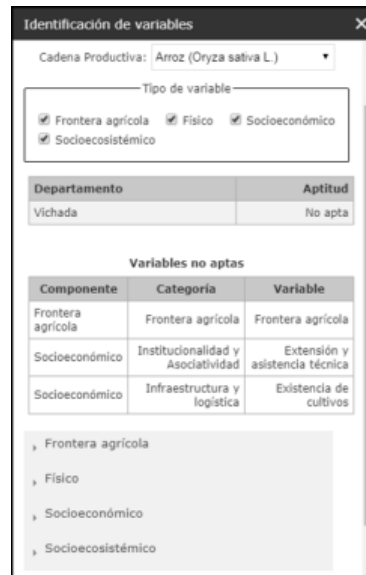 Identificación de variables ×
Cadena Productiva: Arroz (Oryza sativa L.)
Tipo de variable
Frontera agrícola Físico Socioeconómico
Socioecosistémico
Departamento Aptitud
Vichada No apta
Variables no aptas
Componente Categoría Variable
Frontera
agrícola
Frontera agrícola
Frontera agrícola
Socioeconómico
Institucionalidad y
Asociatividad
Extensión y
asistencia técnica
Socioeconómico
Infraestructura y
logística
Existencia de
cultivos
Frontera agrícola
Físico
Socioeconómico
Socioecosistémico